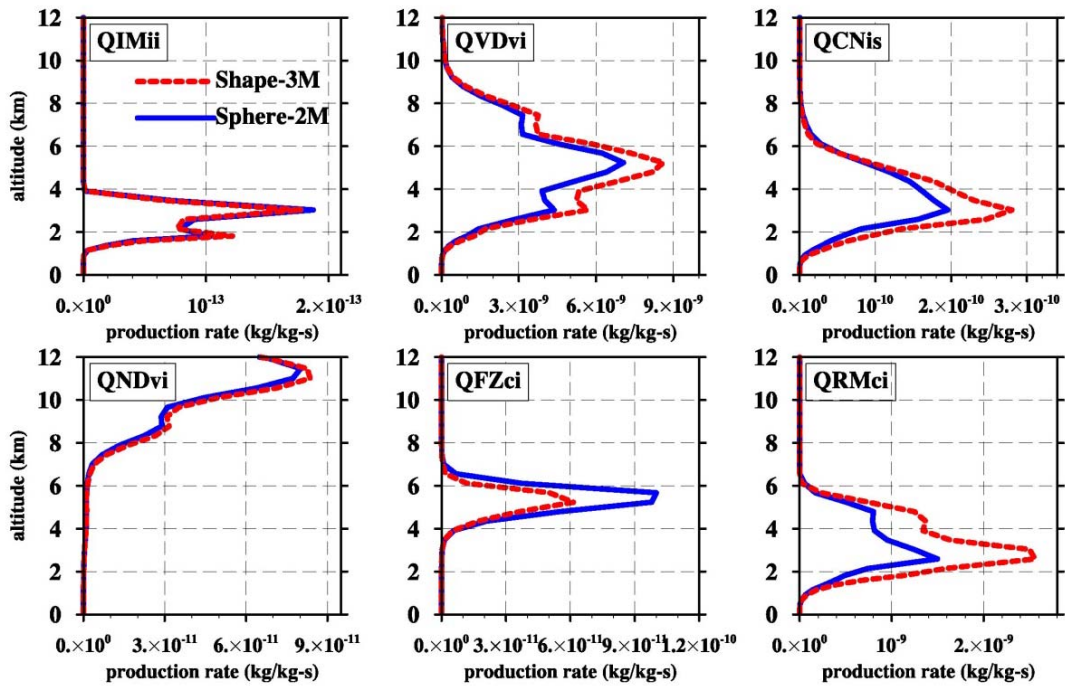 QIMii
Shape-3M
Sphere-2M
altitude (km)
12
10
8
6
4
2
0
0.×10⁰ 10⁻¹³ 2.×10⁻¹³
production rate (kg/kg-s)
QVDvi
12
10
8
6
4
2
0
0.×10⁰ 3.×10⁻⁹ 6.×10⁻⁹ 9.×10⁻⁹
production rate (kg/kg-s)
QCNis
12
10
8
6
4
2
0
0.×10⁰ 10⁻¹⁰ 2.×10⁻¹⁰ 3.×10⁻¹⁰
production rate (kg/kg-s)
QNDvi
altitude (km)
12
10
8
6
4
2
0
0.×10⁰ 3.×10⁻¹¹ 6.×10⁻¹¹ 9.×10⁻¹¹
production rate (kg/kg-s)
QFZci
12
10
8
6
4
2
0
0.×10⁰ 3.×10⁻¹¹ 6.×10⁻¹¹ 9.×10⁻¹¹ 1.2×10⁻¹⁰
production rate (kg/kg-s)
QRMci
12
10
8
6
4
2
0
0.×10⁰ 10⁻⁹ 2.×10⁻⁹
production rate (kg/kg-s)